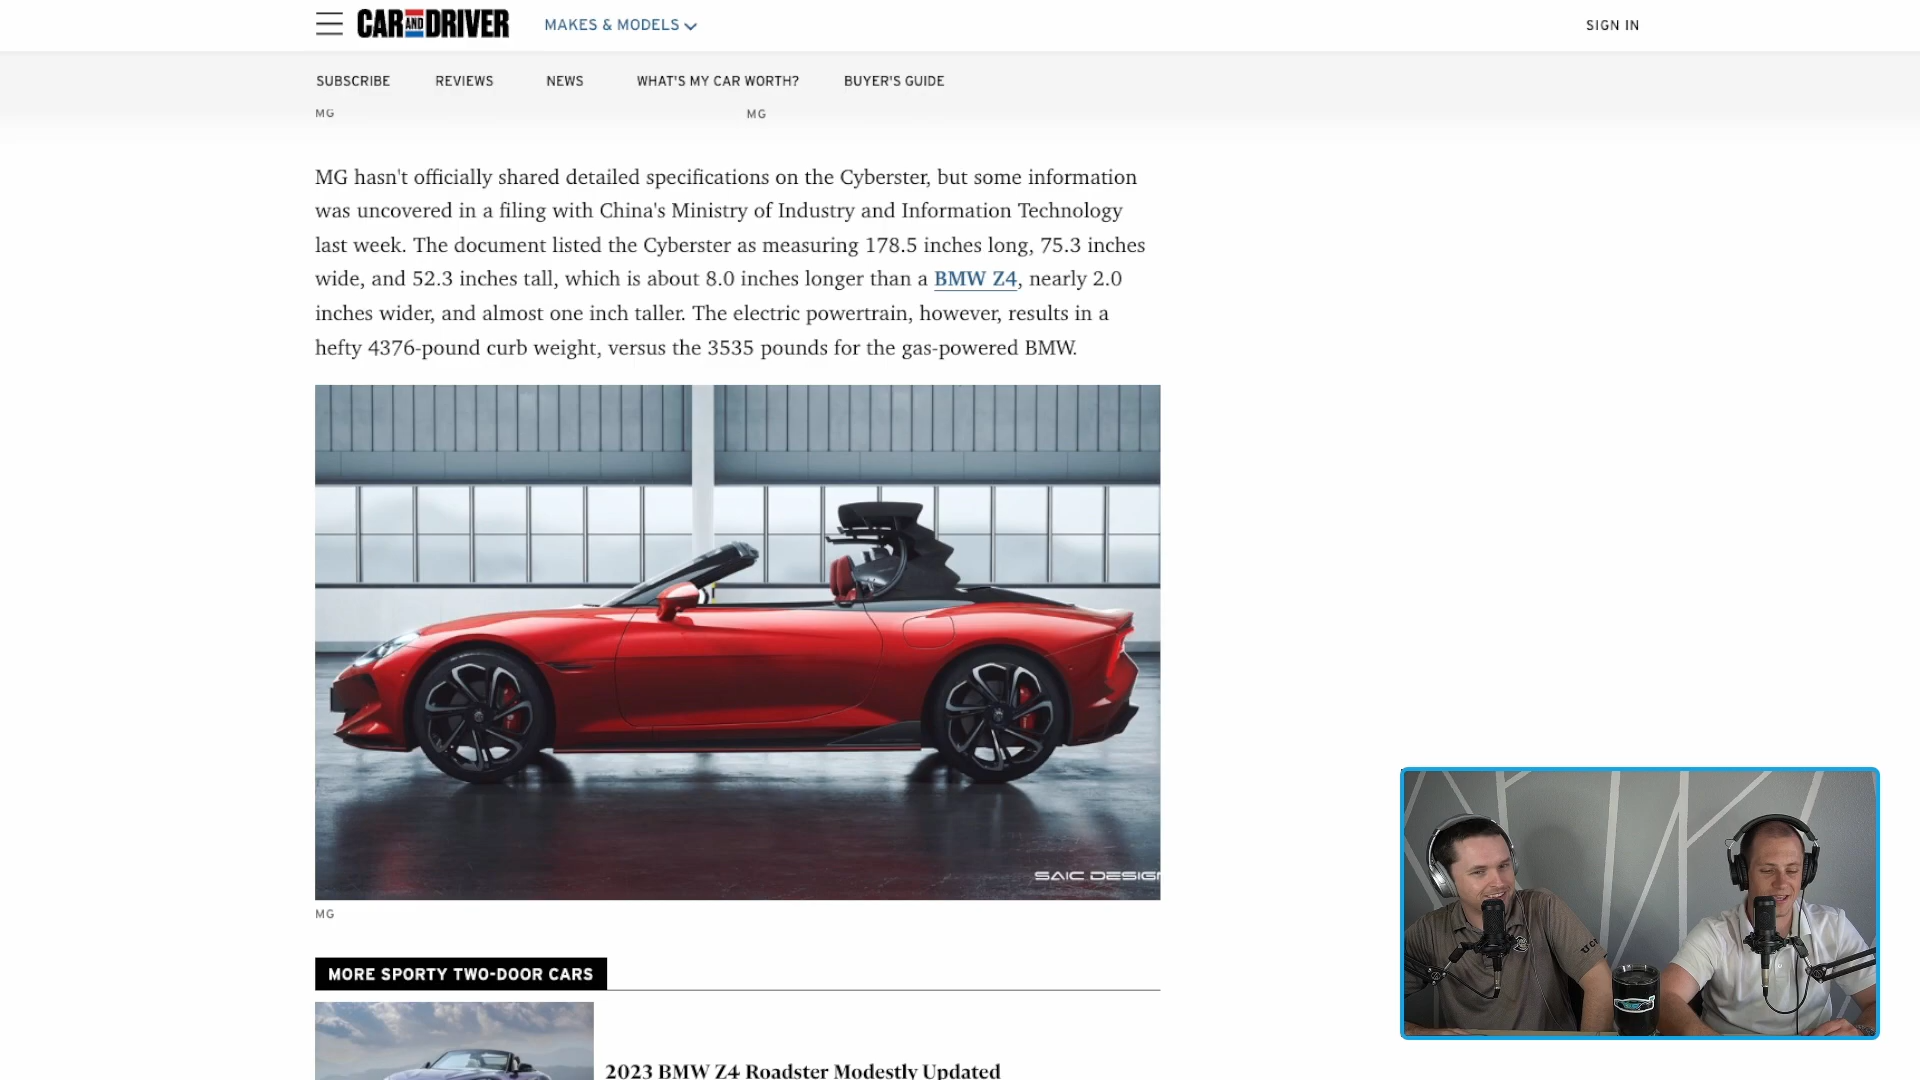 CAR AND DRIVER
MAKES & MODELS
SIGN IN
SUBSCRIBE
REVIEWS
NEWS
WHAT'S MY CAR WORTH?
BUYER'S GUIDE
MG
MG
MG hasn't officially shared detailed specifications on the Cyberster, but some information
was uncovered in a filing with China's Ministry of Industry and Information Technology
last week. The document listed the Cyberster as measuring 178.5 inches long, 75.3 inches
wide, and 52.3 inches tall, which is about 8.0 inches longer than a BMW Z4, nearly 2.0
inches wider, and almost one inch taller. The electric powertrain, however, results in a
hefty 4376-pound curb weight, versus the 3535 pounds for the gas-powered BMW.
SAIC DESIGN
MG
MORE SPORTY TWO-DOOR CARS
2023 BMW Z4 Roadster Modestly Updated